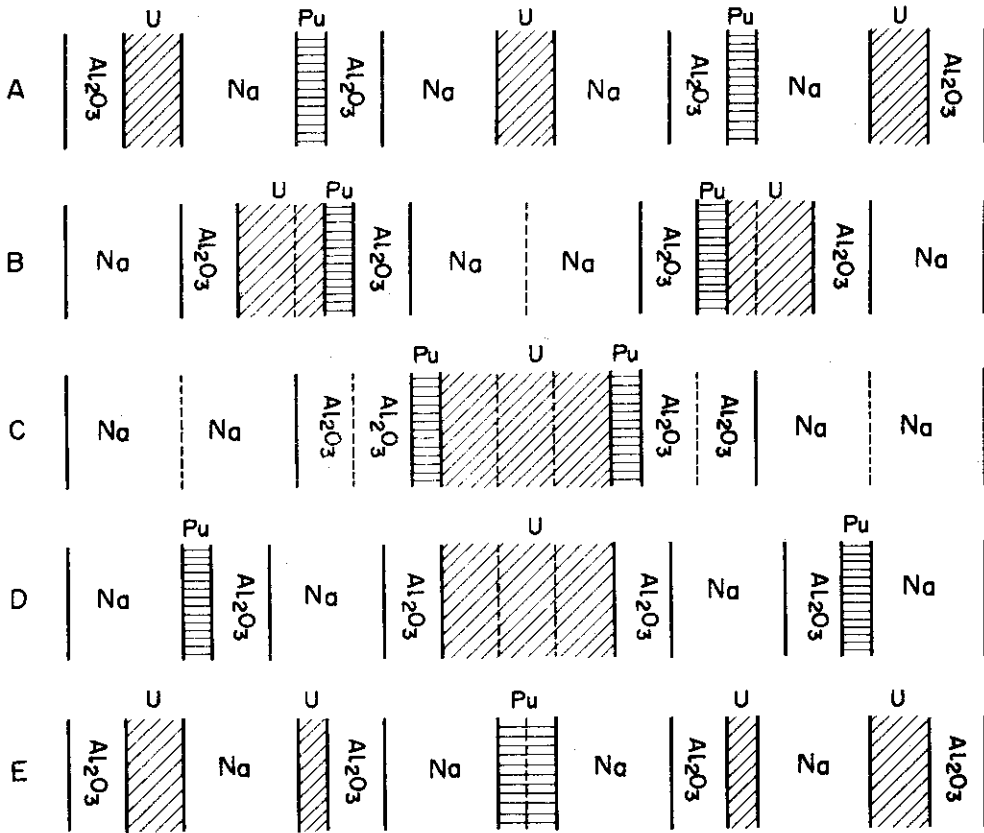 U Pu Pu U
A Al₂O₃ Na Al₂O₃ Na Na Al₂O₃ Na Al₂O₃
U
U Pu Pu U
B Na Al₂O₃ Al₂O₃ Na Na Al₂O₃ Al₂O₃ Na
Pu U Pu
C Na Na Al₂O₃ Al₂O₃ Al₂O₃ Al₂O₃ Na Na
Pu U Pu
D Na Al₂O₃ Na Al₂O₃ Al₂O₃ Na Al₂O₃ Na
U U Pu U U
E Al₂O₃ Na Al₂O₃ Na Na Al₂O₃ Na Al₂O₃